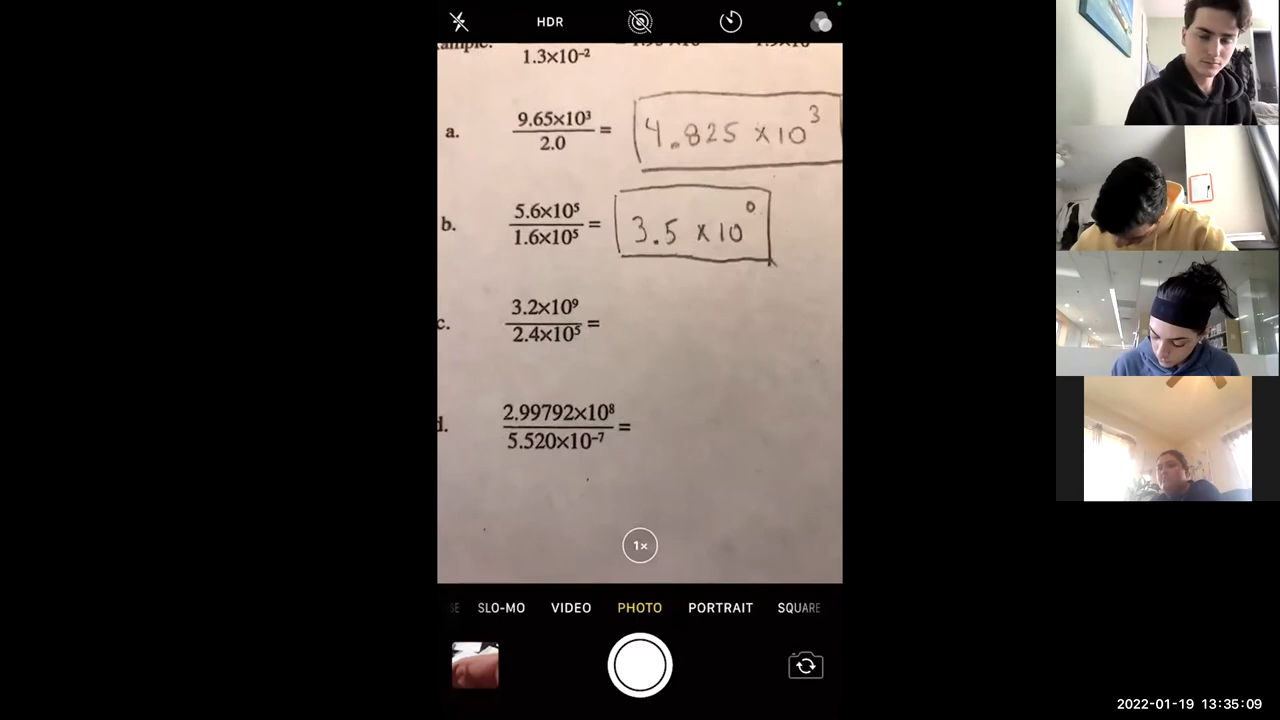 HDR
1.3×10⁻²
a. 9.65×10³ / 2.0 = 4.825 ×10³
b. 5.6×10⁵ / 1.6×10⁵ = 3.5 ×10⁰
c. 3.2×10⁹ / 2.4×10⁵ =
d. 2.99792×10⁸ / 5.520×10⁻⁷ =
1×
SLO-MO VIDEO PHOTO PORTRAIT SQUARE
2022-01-19 13:35:09